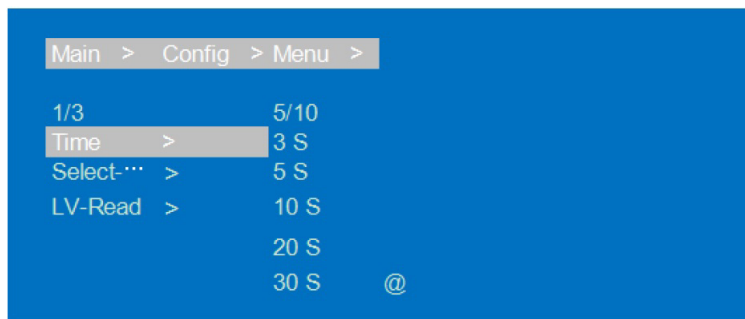 Main > Config > Menu >
1/3 5/10
Time > 3 S
Select-⋯ > 5 S
LV-Read > 10 S
20 S
30 S @